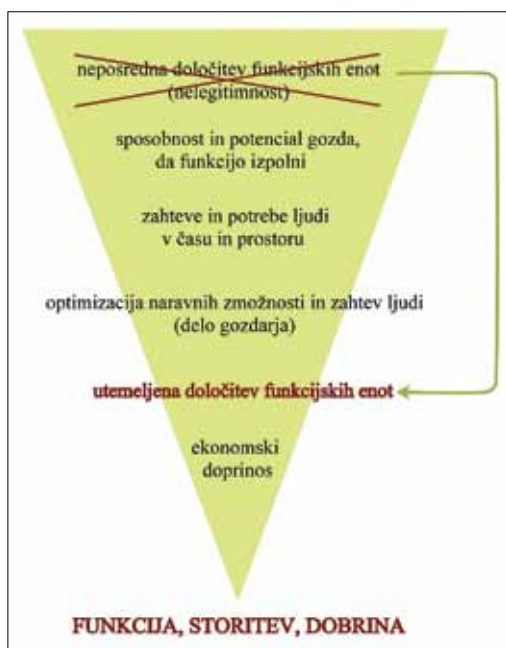 neposredna določitev funkcijskih enot
(nelegitimnost)
sposobnost in potencial gozda,
da funkcijo izpolni
zahteve in potrebe ljudi
v času in prostoru
optimizacija naravnih zmožnosti in zahtev ljudi
(delo gozdarja)
utemeljena določitev funkcijskih enot
ekonomski
doprinos
FUNKCIJA, STORITEV, DOBRINA